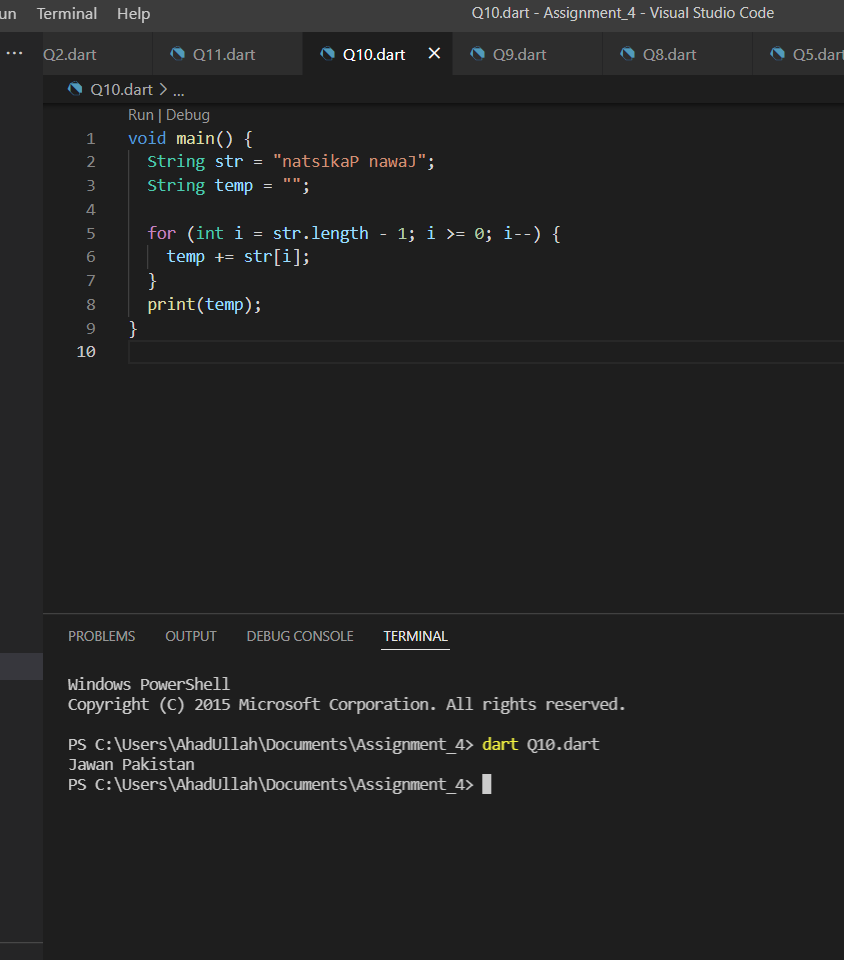 un Terminal Help Q10.dart - Assignment_4 - Visual Studio Code
... Q2.dart Q11.dart Q10.dart Q9.dart Q8.dart Q5.dart
Q10.dart > ...
Run | Debug
1 void main() {
2 String str = "natsikaP nawaJ";
3 String temp = "";
4
5 for (int i = str.length - 1; i >= 0; i--) {
6 temp += str[i];
7 }
8 print(temp);
9 }
10
PROBLEMS OUTPUT DEBUG CONSOLE TERMINAL
Windows PowerShell
Copyright (C) 2015 Microsoft Corporation. All rights reserved.
PS C:\Users\AhadUllah\Documents\Assignment_4> dart Q10.dart
Jawan Pakistan
PS C:\Users\AhadUllah\Documents\Assignment_4>